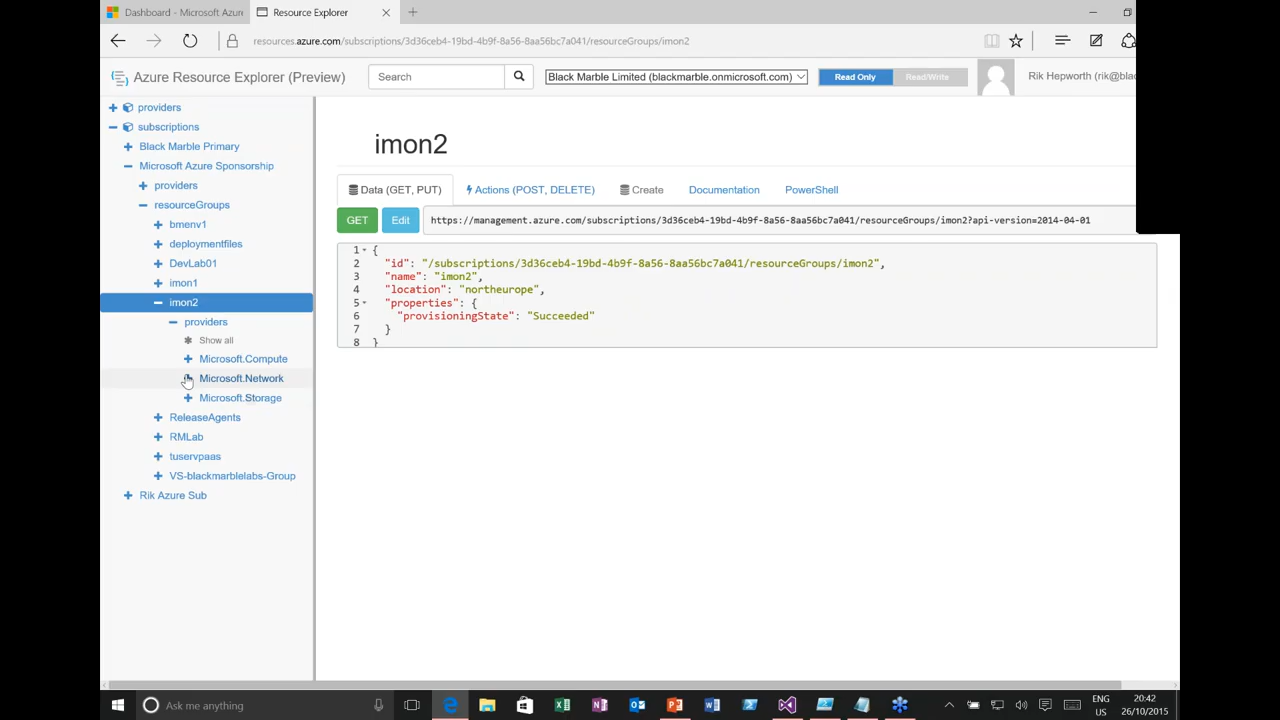 Dashboard - Microsoft Azur
Resource Explorer
resources.azure.com/subscriptions/3d36ceb4-19bd-4b9f-8a56-8aa56bc7a041/resourceGroups/imon2
Azure Resource Explorer (Preview)
Search
Black Marble Limited (blackmarble.onmicrosoft.com)
Read Only
Read/Write
Rik Hepworth (rik@bla
providers
subscriptions
Black Marble Primary
Microsoft Azure Sponsorship
providers
resourceGroups
bmenv1
deploymentfiles
DevLab01
imon1
imon2
providers
Show all
Microsoft.Compute
Microsoft.Network
Microsoft.Storage
ReleaseAgents
RMLab
tuservpaas
VS-blackmarblelabs-Group
Rik Azure Sub
imon2
Data (GET, PUT)
Actions (POST, DELETE)
Create
Documentation
PowerShell
GET
Edit
https://management.azure.com/subscriptions/3d36ceb4-19bd-4b9f-8a56-8aa56bc7a041/resourceGroups/imon2?api-version=2014-04-01
1 {
2 "id": "/subscriptions/3d36ceb4-19bd-4b9f-8a56-8aa56bc7a041/resourceGroups/imon2",
3 "name": "imon2",
4 "location": "northeurope",
5 "properties": {
6 "provisioningState": "Succeeded"
7 }
8 }
Ask me anything
ENG
US
20:42
26/10/2015